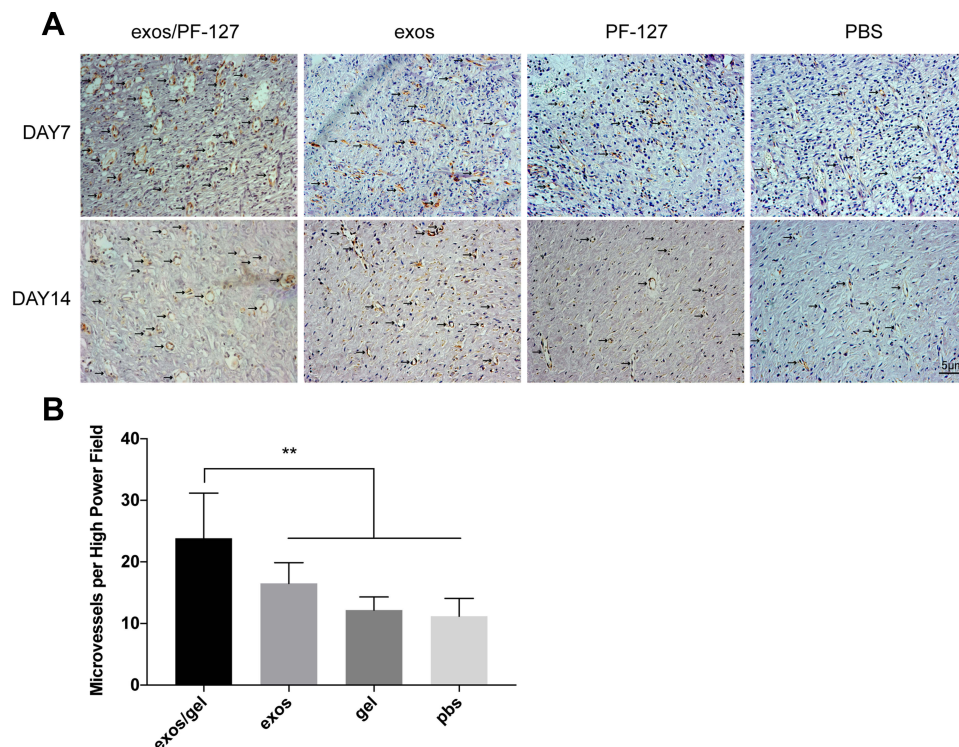 A
exos/PF-127 exos PF-127 PBS
DAY7
DAY14
5μm
B
Microvessels per High Power Field
40
30
20
10
0
**
exos/gel exos gel pbs